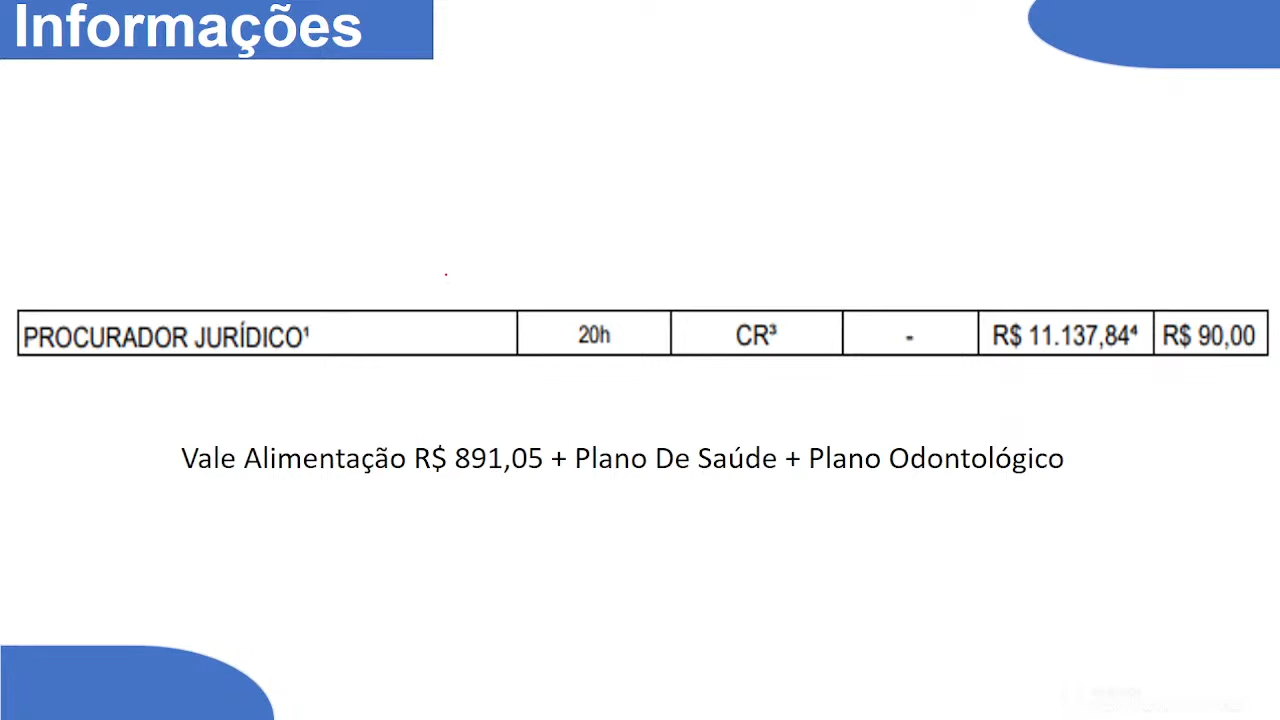 Informações
PROCURADOR JURÍDICO¹ 20h CR³ - R$ 11.137,84⁴ R$ 90,00
Vale Alimentação R$ 891,05 + Plano De Saúde + Plano Odontológico